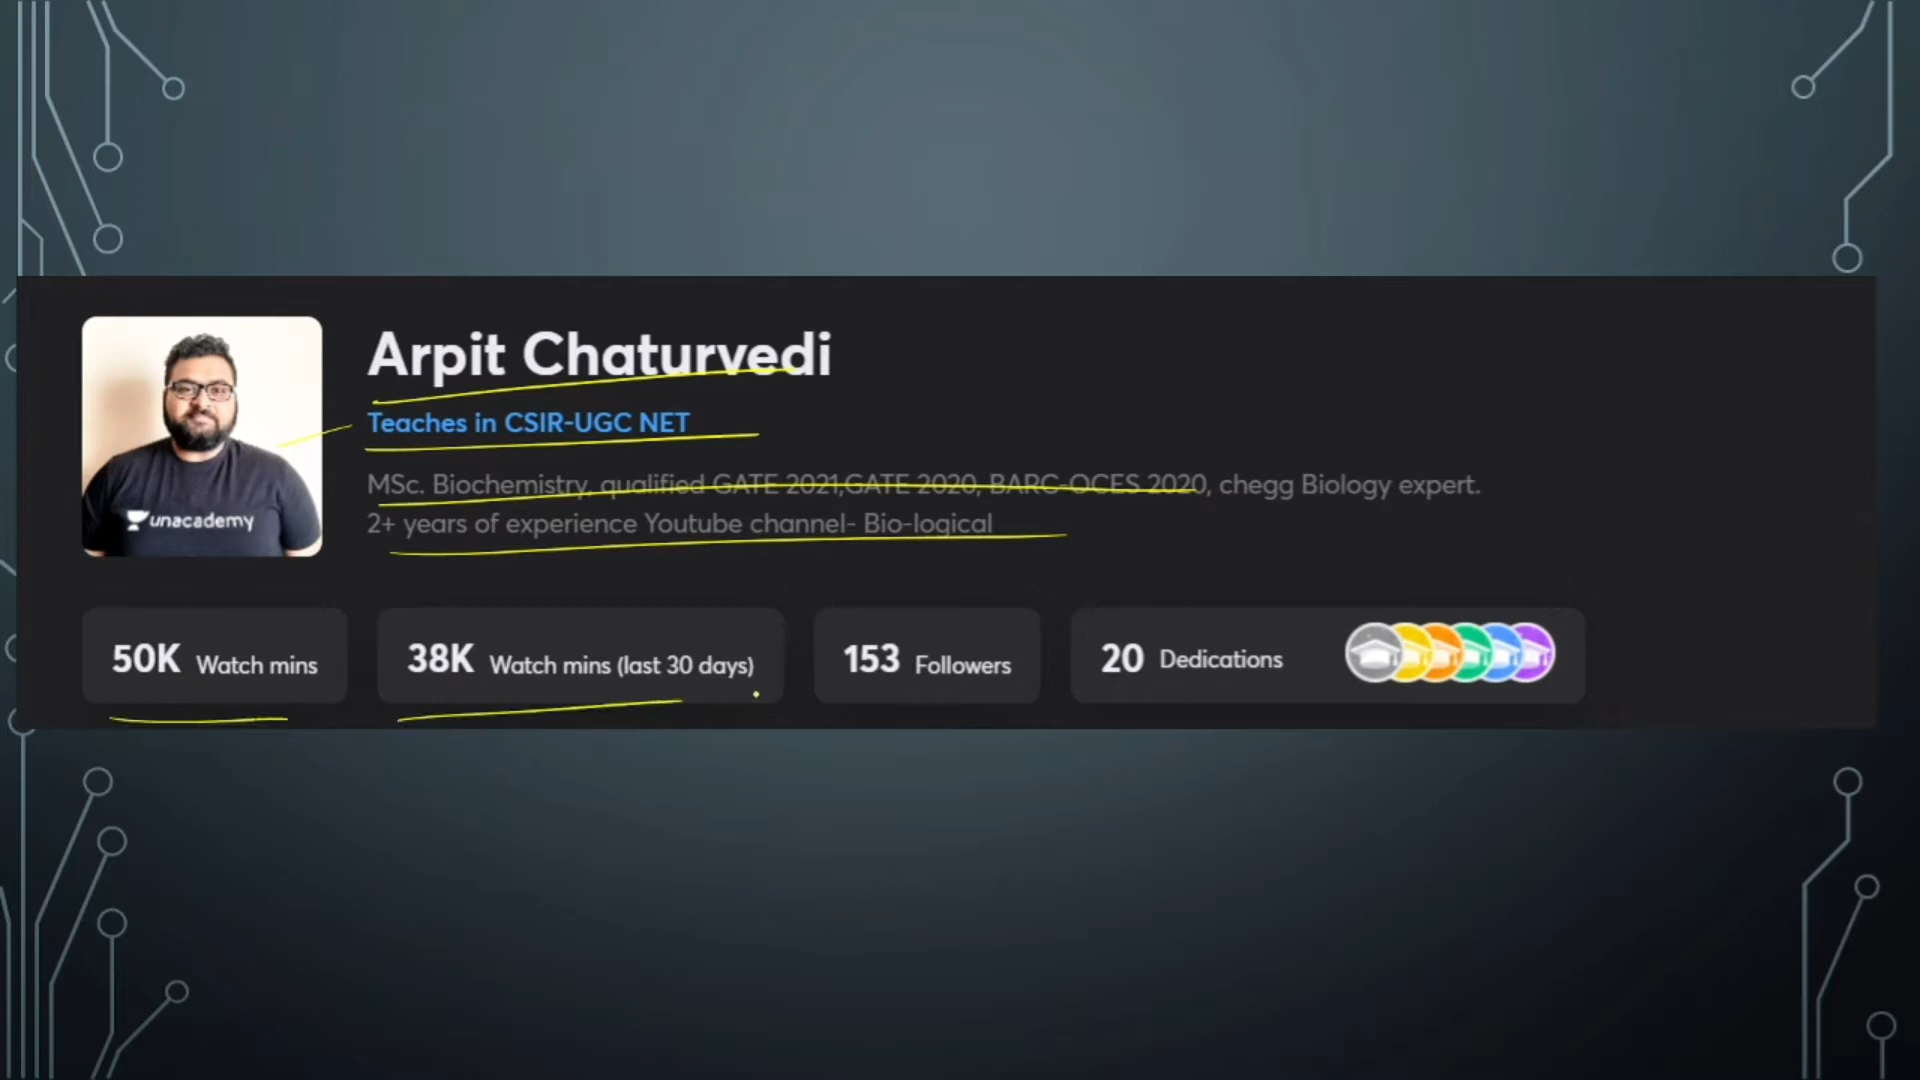 Arpit Chaturvedi
Teaches in CSIR-UGC NET
MSc. Biochemistry, qualified GATE 2021,GATE 2020, BARC-OCES 2020, chegg Biology expert.
2+ years of experience Youtube channel- Bio-logical
unacademy
50K Watch mins
38K Watch mins (last 30 days)
153 Followers
20 Dedications